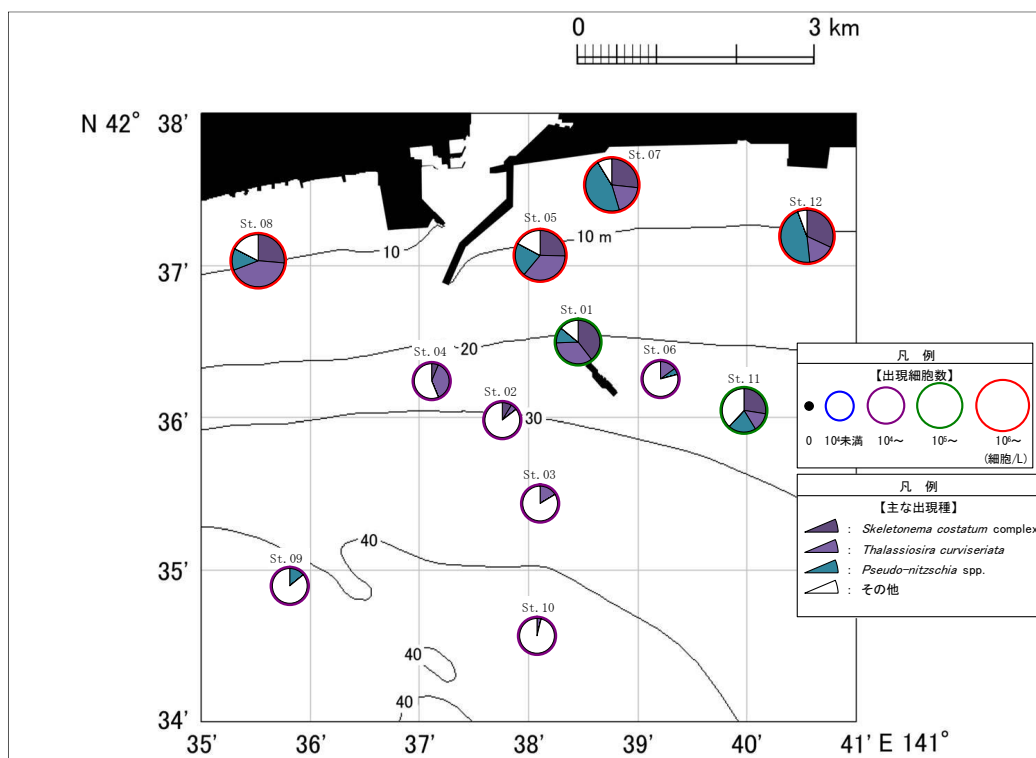 0 3 km
N 42° 38'
St.07
St.12
St.08
St.05
10
10 m
37'
St.01
St.04
20
St.06
St.02
St.11
36'
30
St.03
40
St.09
35'
St.10
40
40
34'
35' 36' 37' 38' 39' 40' 41' E 141°
凡 例
【出現細胞数】
0 10⁴未満 10⁴～ 10⁵～ 10⁶～
(細胞/L)
凡 例
【主な出現種】
: Skeletonema costatum complex
: Thalassiosira curviseriata
: Pseudo-nitzschia spp.
: その他